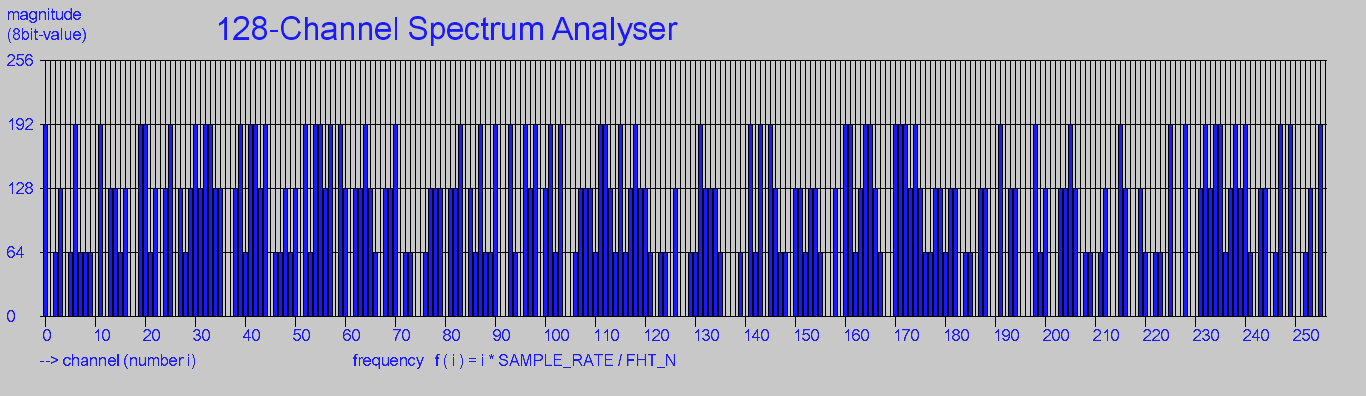 magnitude
(8bit-value)
128-Channel Spectrum Analyser
256
192
128
64
0
0 10 20 30 40 50 60 70 80 90 100 110 120 130 140 150 160 170 180 190 200 210 220 230 240 250
--> channel (number i) frequency f ( i ) = i * SAMPLE_RATE / FHT_N